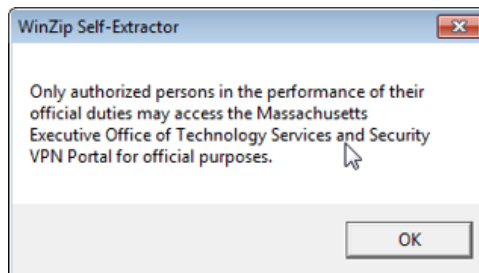 WinZip Self-Extractor
Only authorized persons in the performance of their
official duties may access the Massachusetts
Executive Office of Technology Services and Security
VPN Portal for official purposes.
OK